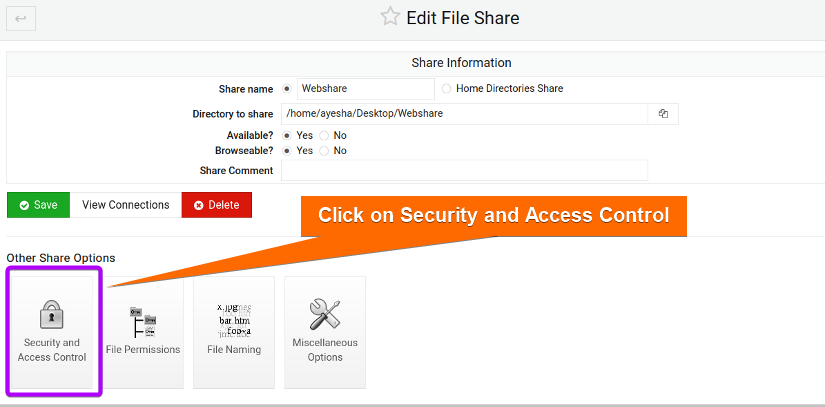 Edit File Share
Share Information
Share name Webshare Home Directories Share
Directory to share /home/ayesha/Desktop/Webshare
Available? Yes No
Browseable? Yes No
Share Comment
Save View Connections Delete
Click on Security and Access Control
Other Share Options
Security and
Access Control
File Permissions
x.jpg
bar.htm
File Naming
Miscellaneous
Options